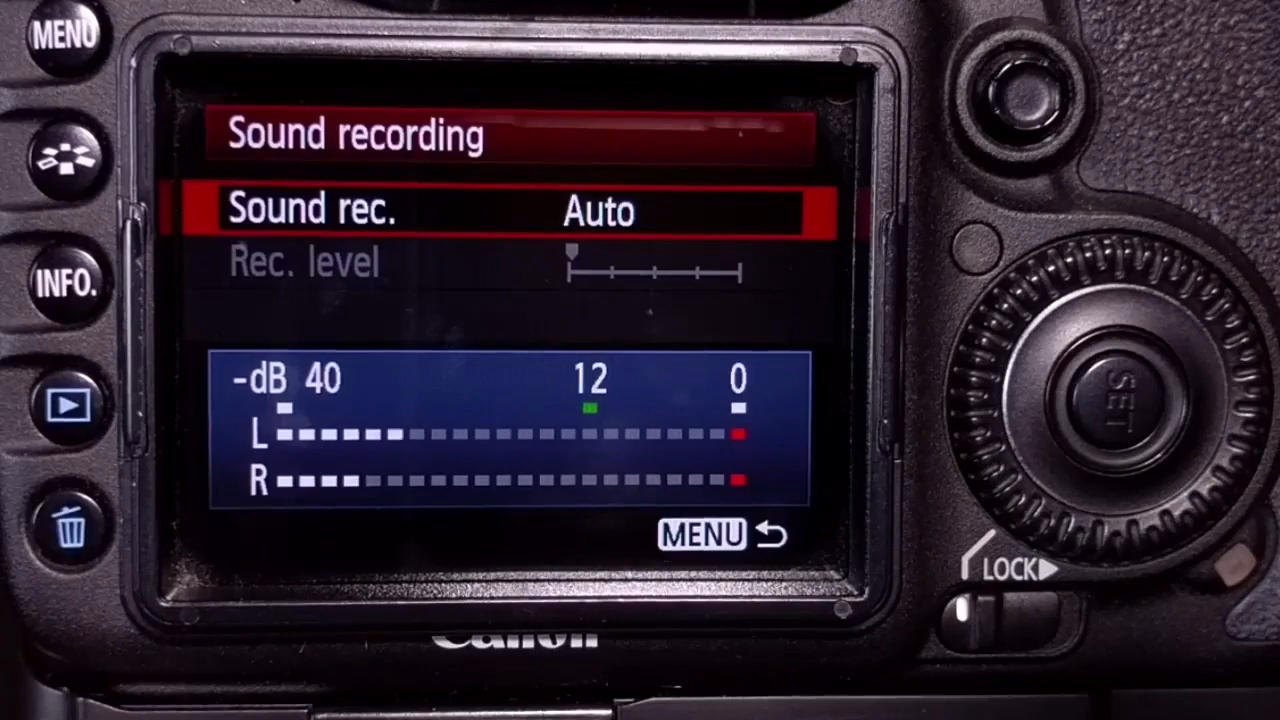 MENU
INFO.
Sound recording
Sound rec. Auto
Rec. level
-dB 40 12 0
L
R
MENU
SET
LOCK
Canon